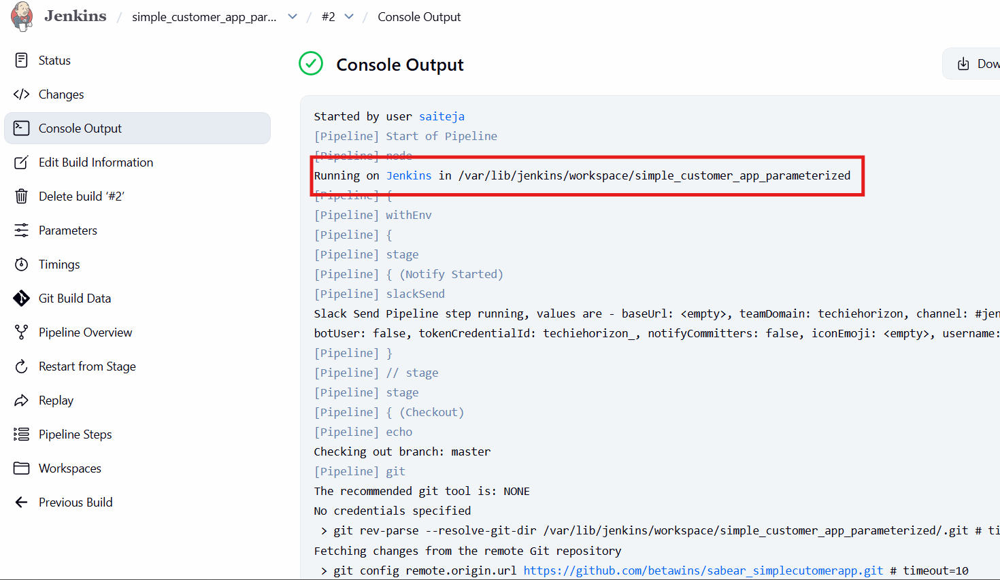 Jenkins / simple_customer_app_par... / #2 / Console Output
Status
Changes
Console Output
Edit Build Information
Delete build ‘#2’
Parameters
Timings
Git Build Data
Pipeline Overview
Restart from Stage
Replay
Pipeline Steps
Workspaces
Previous Build
Console Output
Dow
Started by user saiteja
[Pipeline] Start of Pipeline
[Pipeline] node
Running on Jenkins in /var/lib/jenkins/workspace/simple_customer_app_parameterized
[Pipeline] {
[Pipeline] withEnv
[Pipeline] {
[Pipeline] stage
[Pipeline] { (Notify Started)
[Pipeline] slackSend
Slack Send Pipeline step running, values are - baseUrl: <empty>, teamDomain: techiehorizon, channel: #jen
botUser: false, tokenCredentialId: techiehorizon_, notifyCommitters: false, iconEmoji: <empty>, username:
[Pipeline] }
[Pipeline] // stage
[Pipeline] stage
[Pipeline] { (Checkout)
[Pipeline] echo
Checking out branch: master
[Pipeline] git
The recommended git tool is: NONE
No credentials specified
> git rev-parse --resolve-git-dir /var/lib/jenkins/workspace/simple_customer_app_parameterized/.git # ti
Fetching changes from the remote Git repository
> git config remote.origin.url https://github.com/betawins/sabear_simplecutomerapp.git # timeout=10